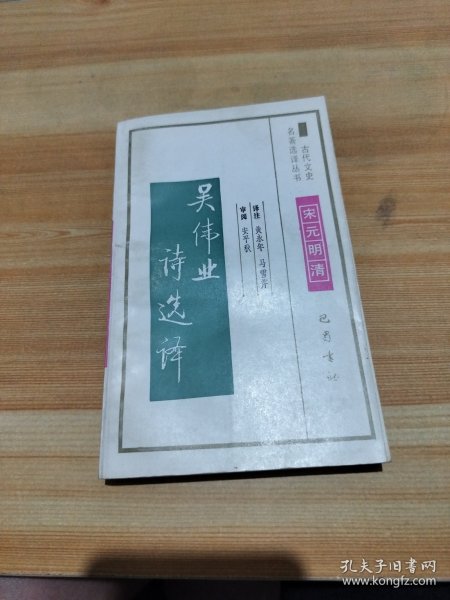 古代文史
名著选译丛书
宋元明清
译注 黄永年 马雪芹
审阅 安平秋
吴伟业
诗选译
巴蜀书社
孔夫子旧书网
www.kongfz.com